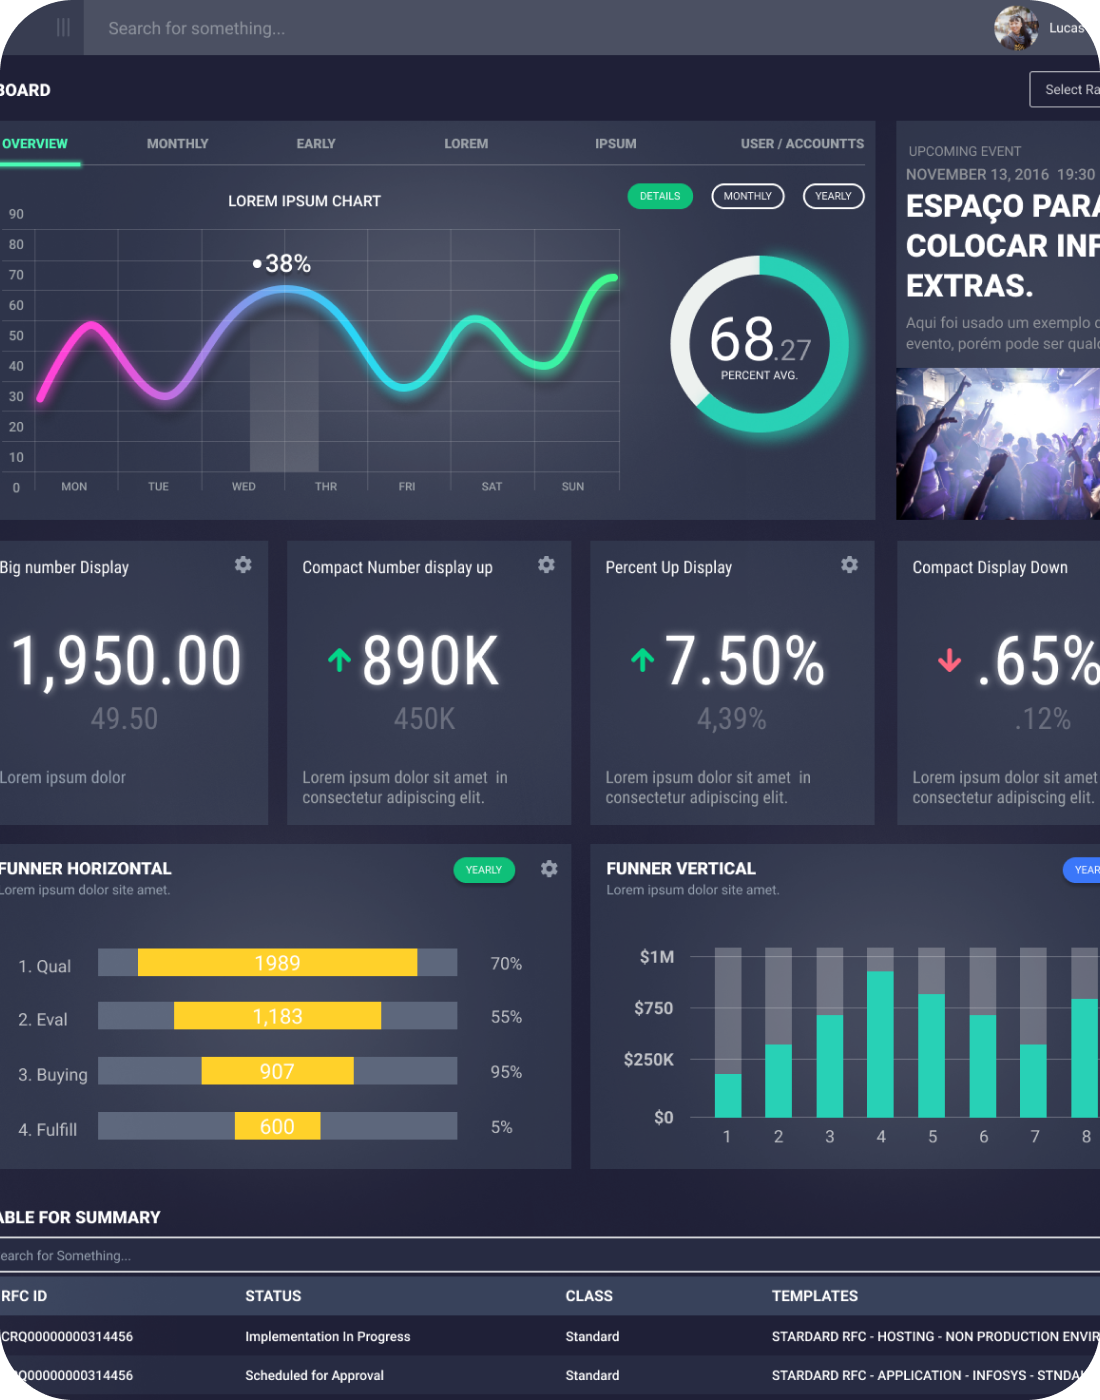 Search for something...
Lucas
BOARD
Select Ra
OVERVIEW MONTHLY EARLY LOREM IPSUM USER / ACCOUNTTS
LOREM IPSUM CHART
DETAILS MONTHLY YEARLY
90
80
70
60
50
40
30
20
10
0
38%
MON TUE WED THR FRI SAT SUN
68.27
PERCENT AVG.
UPCOMING EVENT
NOVEMBER 13, 2016 19:30
ESPAÇO PARA
COLOCAR INF
EXTRAS.
Aqui foi usado um exemplo
evento, porém pode ser qualq
Big number Display
1,950.00
49.50
Lorem ipsum dolor
Compact Number display up
890K
450K
Lorem ipsum dolor sit amet in
consectetur adipiscing elit.
Percent Up Display
7.50%
4,39%
Lorem ipsum dolor sit amet in
consectetur adipiscing elit.
Compact Display Down
.65%
.12%
Lorem ipsum dolor sit amet
consectetur adipiscing elit.
FUNNER HORIZONTAL
Lorem ipsum dolor site amet.
YEARLY
1. Qual 1989 70%
2. Eval 1,183 55%
3. Buying 907 95%
4. Fulfill 600 5%
FUNNER VERTICAL
Lorem ipsum dolor site amet.
YEAR
$1M
$750
$250K
$0
1 2 3 4 5 6 7 8
ABLE FOR SUMMARY
earch for Something...
RFC ID STATUS CLASS TEMPLATES
CRQ00000000314456 Implementation In Progress Standard STARDARD RFC - HOSTING - NON PRODUCTION ENVIR
Q00000000314456 Scheduled for Approval Standard STARDARD RFC - APPLICATION - INFOSYS - STNDA